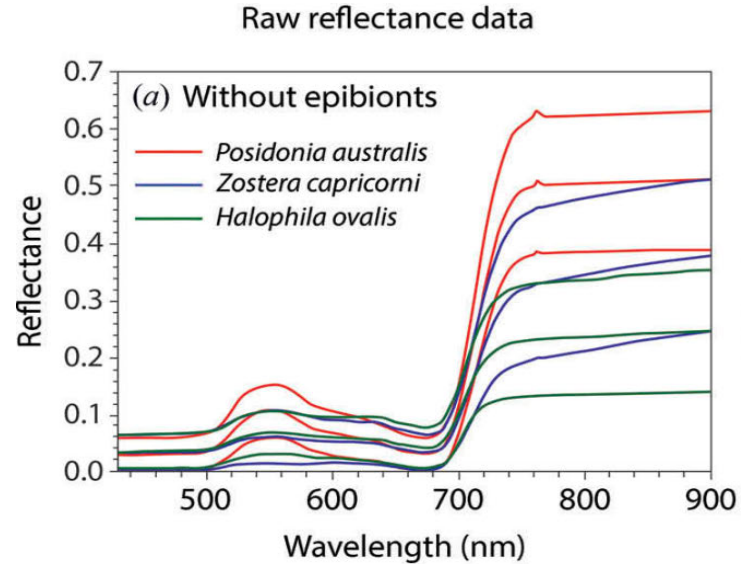 Raw reflectance data
(a) Without epibionts
Posidonia australis
Zostera capricorni
Halophila ovalis
Reflectance
0.7
0.6
0.5
0.4
0.3
0.2
0.1
0.0
500 600 700 800 900
Wavelength (nm)